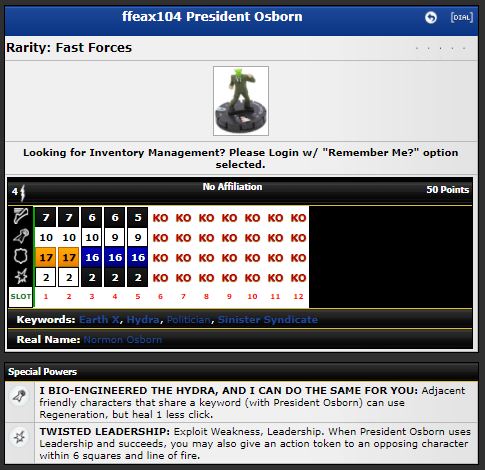 ffeax104 President Osborn
[DIAL]
Rarity: Fast Forces
Looking for Inventory Management? Please Login w/ "Remember Me?" option
selected.
4 No Affiliation 50 Points
7 7 6 6 5 KO KO KO KO KO KO KO
10 10 10 9 9 KO KO KO KO KO KO KO
17 17 16 16 16 KO KO KO KO KO KO KO
2 2 2 2 2 KO KO KO KO KO KO KO
SLOT 1 2 3 4 5 6 7 8 9 10 11 12
Keywords: Earth X, Hydra, Politician, Sinister Syndicate
Real Name: Normon Osborn
Special Powers
I BIO-ENGINEERED THE HYDRA, AND I CAN DO THE SAME FOR YOU: Adjacent
friendly characters that share a keyword (with President Osborn) can use
Regeneration, but heal 1 less click.
TWISTED LEADERSHIP: Exploit Weakness, Leadership. When President Osborn uses
Leadership and succeeds, you may also give an action token to an opposing character
within 6 squares and line of fire.